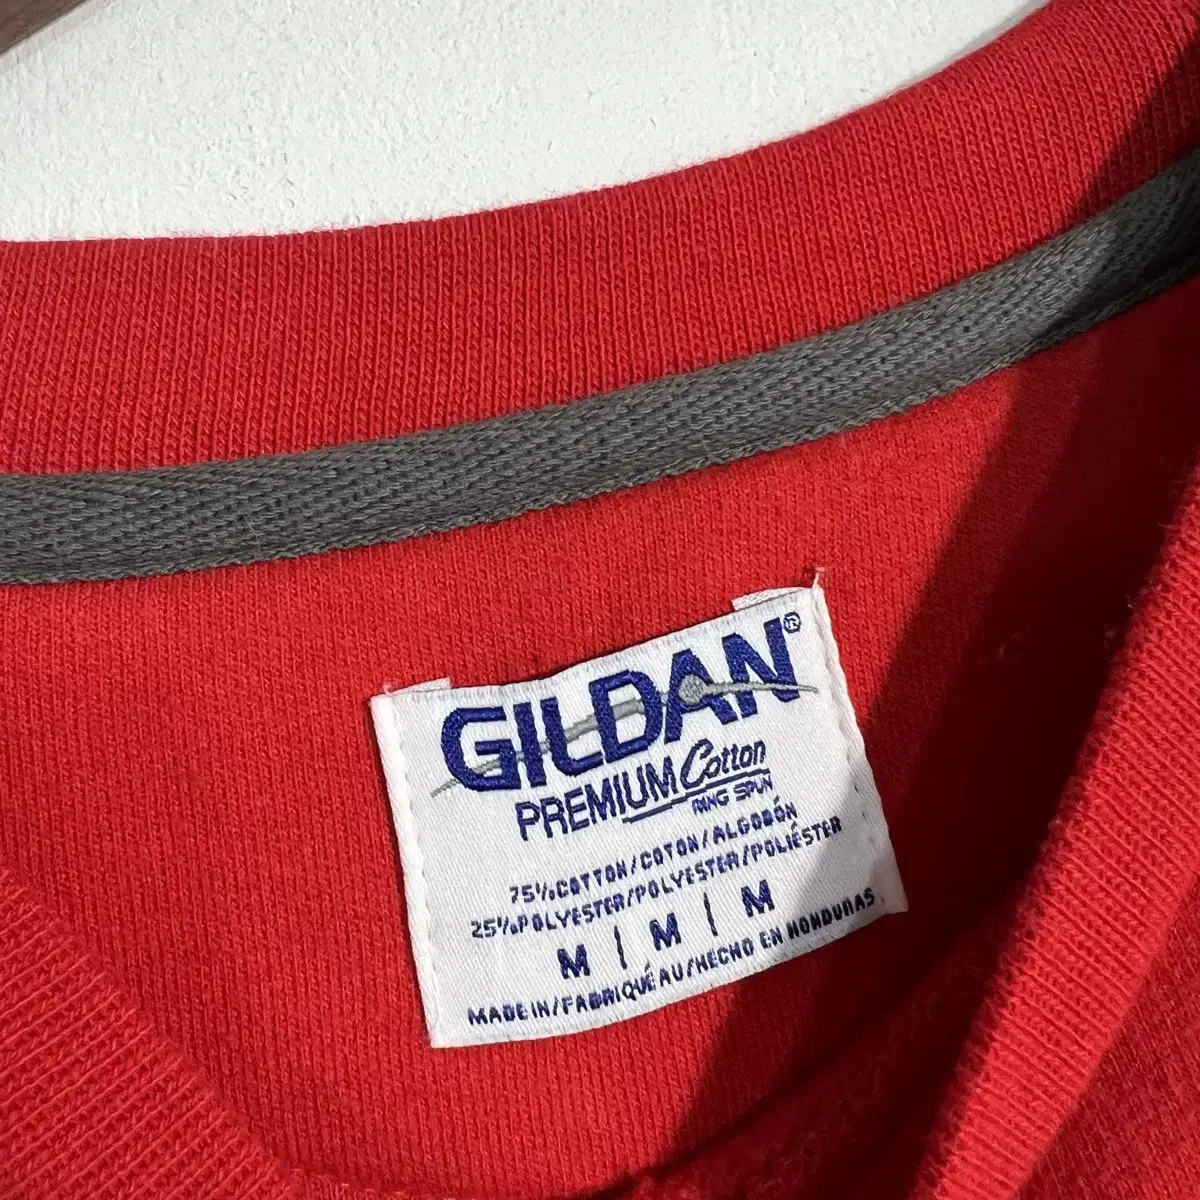 GILDAN®
PREMIUM Cotton
RING SPUN
75% COTTON/COTON/ALGODÓN
25% POLYESTER/POLYESTER/POLIÉSTER
M | M | M
MADE IN/FABRIQUÉ AU/HECHO EN HONDURAS